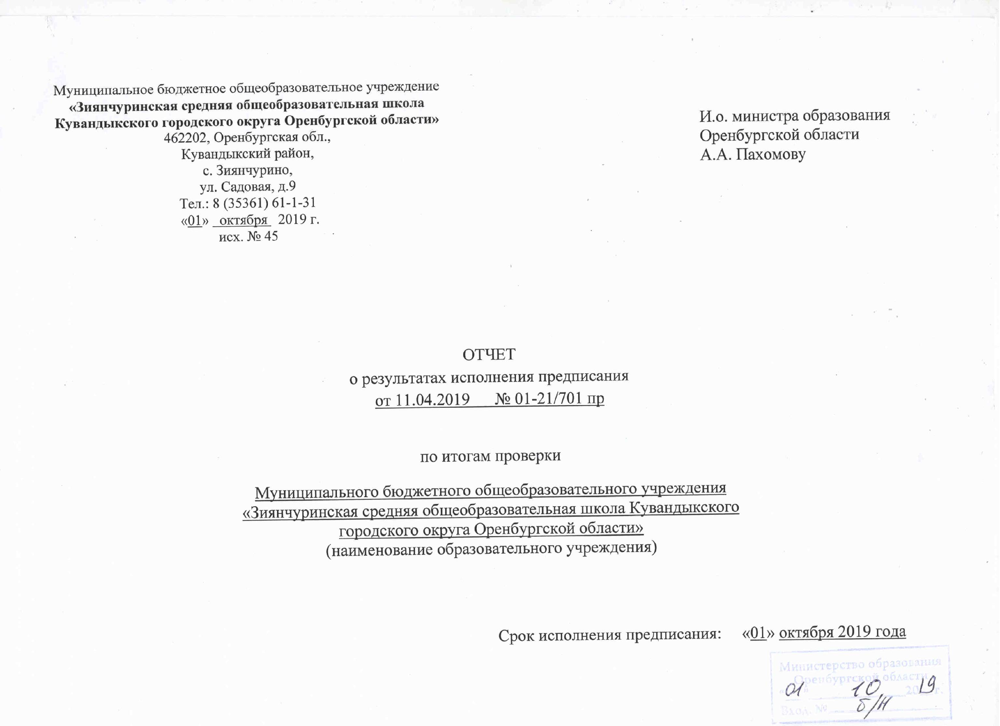 Муниципальное бюджетное общеобразовательное учреждение
«Зиянчуринская средняя общеобразовательная школа
Кувандыкского городского округа Оренбургской области»
462202, Оренбургская обл.,
Кувандыкский район,
с. Зиянчурино,
ул. Садовая, д.9
Тел.: 8 (35361) 61-1-31
«01» октября 2019 г.
исх. № 45
И.о. министра образования
Оренбургской области
А.А. Пахомову
ОТЧЕТ
о результатах исполнения предписания
от 11.04.2019 № 01-21/701 пр
по итогам проверки
Муниципального бюджетного общеобразовательного учреждения
«Зиянчуринская средняя общеобразовательная школа Кувандыкского
городского округа Оренбургской области»
(наименование образовательного учреждения)
Срок исполнения предписания: «01» октября 2019 года
Министерство образования
Оренбургской области
«01» 10 2019 г.
Вход. № б/н